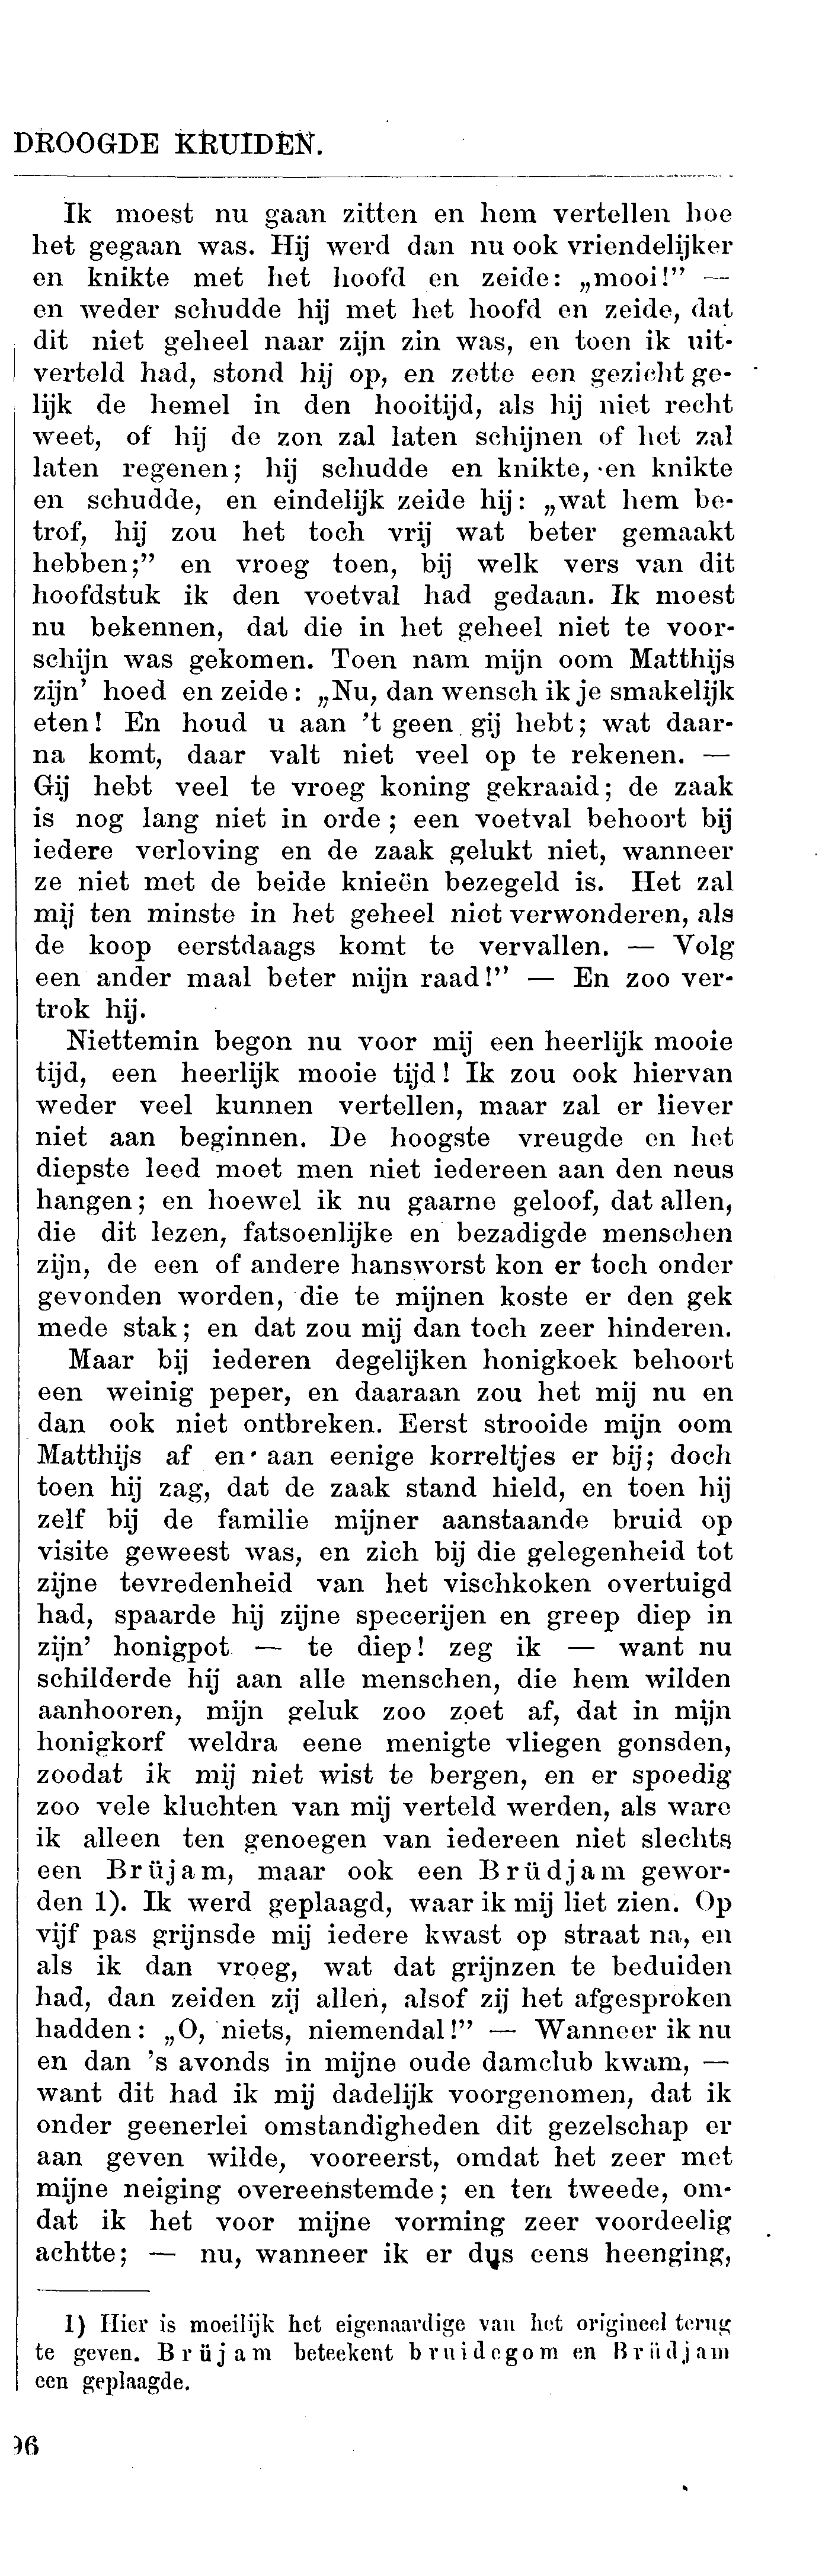 DROOGDE KRUIDEN.
Ik moest nu gaan zitten en hem vertellen hoe
het gegaan was. Hij werd dan nu ook vriendelijker
en knikte met het hoofd en zeide: „mooi!” —
en weder schudde hij met het hoofd en zeide, dat
dit niet geheel naar zijn zin was, en toen ik uit-
verteld had, stond hij op, en zette een gezicht ge-
lijk de hemel in den hooitijd, als hij niet recht
weet, of hij de zon zal laten schijnen of het zal
laten regenen; hij schudde en knikte, en knikte
en schudde, en eindelijk zeide hij: „wat hem be-
trof, hij zou het toch vrij wat beter gemaakt
hebben;” en vroeg toen, bij welk vers van dit
hoofdstuk ik den voetval had gedaan. Ik moest
nu bekennen, dat die in het geheel niet te voor-
schijn was gekomen. Toen nam mijn oom Matthijs
zijn’ hoed en zeide: „Nu, dan wensch ik je smakelijk
eten! En houd u aan ’t geen gij hebt; wat daar-
na komt, daar valt niet veel op te rekenen. —
Gij hebt veel te vroeg koning gekraaid; de zaak
is nog lang niet in orde; een voetval behoort bij
iedere verloving en de zaak gelukt niet, wanneer
ze niet met de beide knieën bezegeld is. Het zal
mij ten minste in het geheel niet verwonderen, als
de koop eerstdaags komt te vervallen. — Volg
een ander maal beter mijn raad!” — En zoo ver-
trok hij.
Niettemin begon nu voor mij een heerlijk mooie
tijd, een heerlijk mooie tijd! Ik zou ook hiervan
weder veel kunnen vertellen, maar zal er liever
niet aan beginnen. De hoogste vreugde en het
diepste leed moet men niet iedereen aan den neus
hangen; en hoewel ik nu gaarne geloof, dat allen,
die dit lezen, fatsoenlijke en bezadigde menschen
zijn, de een of andere hansworst kon er toch onder
gevonden worden, die te mijnen koste er den gek
mede stak; en dat zou mij dan toch zeer hinderen.
Maar bij iederen degelijken honigkoek behoort
een weinig peper, en daaraan zou het mij nu en
dan ook niet ontbreken. Eerst strooide mijn oom
Matthijs af en aan eenige korreltjes er bij; doch
toen hij zag, dat de zaak stand hield, en toen hij
zelf bij de familie mijner aanstaande bruid op
visite geweest was, en zich bij die gelegenheid tot
zijne tevredenheid van het vischkoken overtuigd
had, spaarde hij zijne specerijen en greep diep in
zijn’ honigpot — te diep! zeg ik — want nu
schilderde hij aan alle menschen, die hem wilden
aanhooren, mijn geluk zoo zoet af, dat in mijn
honigkorf weldra eene menigte vliegen gonsden,
zoodat ik mij niet wist te bergen, en er spoedig
zoo vele kluchten van mij verteld werden, als ware
ik alleen ten genoegen van iedereen niet slechts
een Brüjam, maar ook een Brüdjam gewor-
den 1). Ik werd geplaagd, waar ik mij liet zien. Op
vijf pas grijnsde mij iedere kwast op straat na, en
als ik dan vroeg, wat dat grijnzen te beduiden
had, dan zeiden zij allen, alsof zij het afgesproken
hadden: „O, niets, niemendal!” — Wanneer ik nu
en dan ’s avonds in mijne oude damclub kwam, —
want dit had ik mij dadelijk voorgenomen, dat ik
onder geenerlei omstandigheden dit gezelschap er
aan geven wilde, vooreerst, omdat het zeer met
mijne neiging overeenstemde; en ten tweede, om-
dat ik het voor mijne vorming zeer voordeelig
achtte; — nu, wanneer ik er dus eens heenging,
1) Hier is moeilijk het eigenaardige van het origineel terug
te geven. Brüjam beteekent bruidegom en Brüdjam
een geplaagde.
96